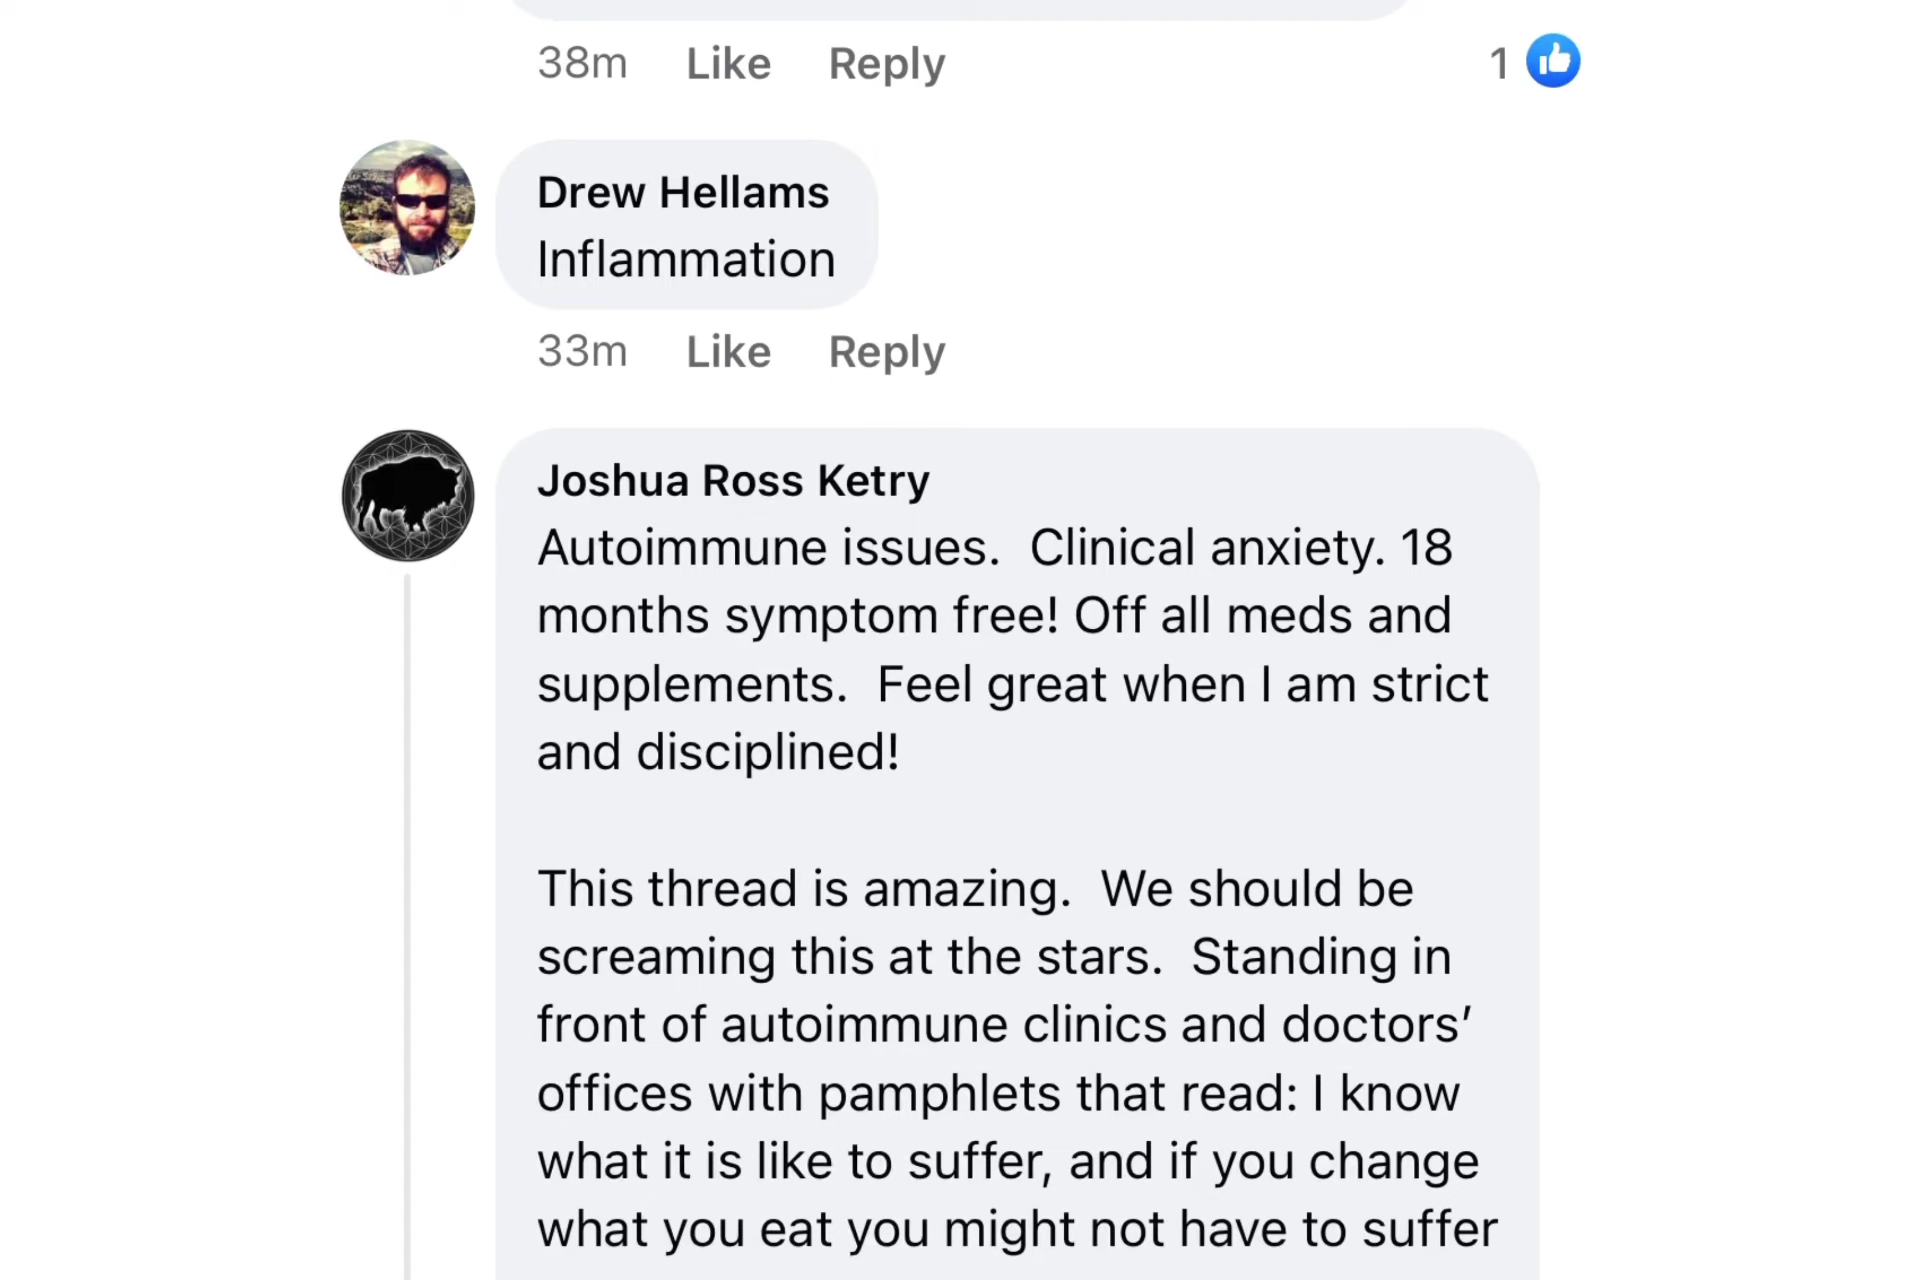 38m Like Reply 1
Drew Hellams
Inflammation
33m Like Reply
Joshua Ross Ketry
Autoimmune issues.  Clinical anxiety. 18
months symptom free! Off all meds and
supplements.  Feel great when I am strict
and disciplined!
This thread is amazing.  We should be
screaming this at the stars.  Standing in
front of autoimmune clinics and doctors’
offices with pamphlets that read: I know
what it is like to suffer, and if you change
what you eat you might not have to suffer